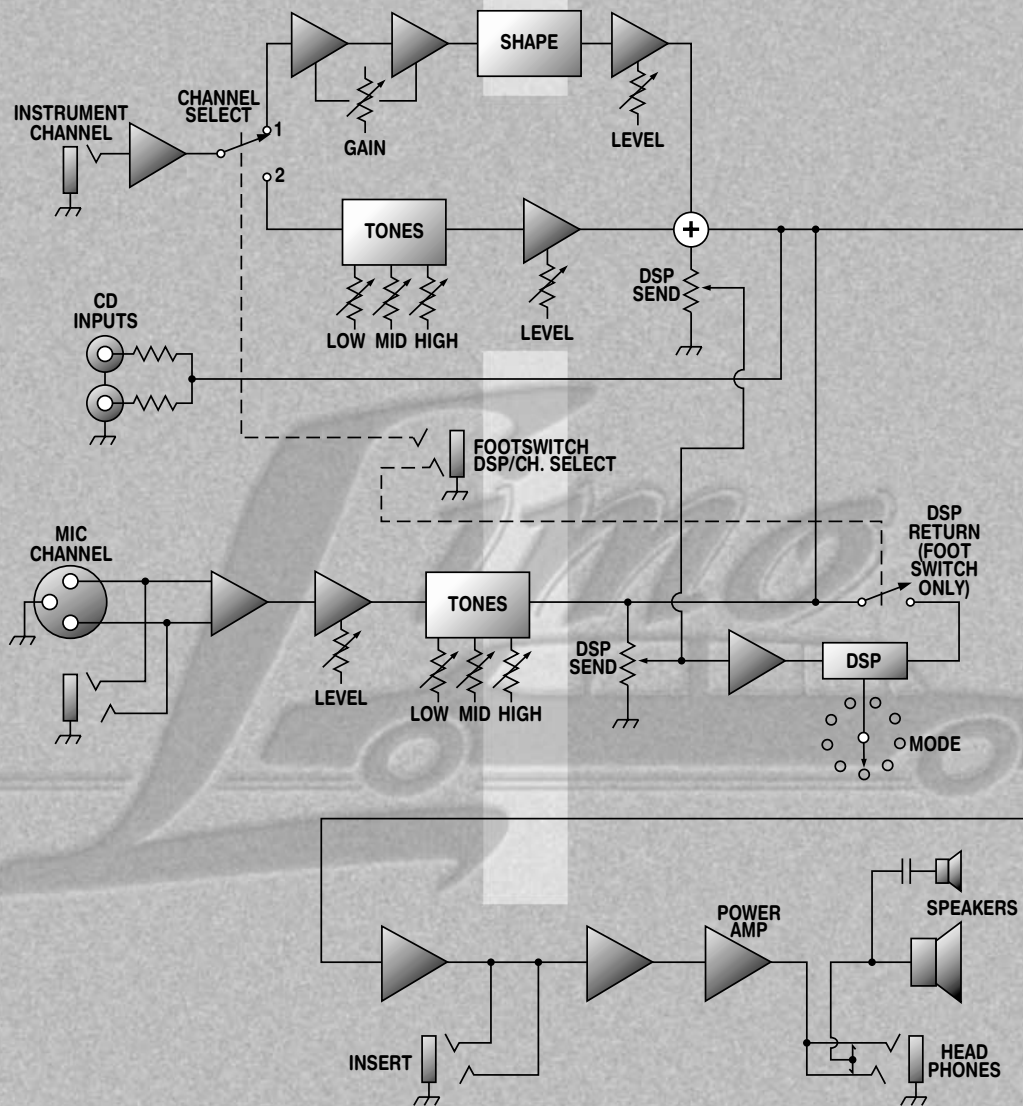 SHAPE
CHANNEL
SELECT
INSTRUMENT
CHANNEL
1
GAIN
LEVEL
2
TONES
+
LOW MID HIGH
LEVEL
DSP
SEND
CD
INPUTS
FOOTSWITCH
DSP/CH. SELECT
Limo
MIC
CHANNEL
DSP
RETURN
(FOOT
SWITCH
ONLY)
TONES
LEVEL
LOW MID HIGH
DSP
SEND
DSP
MODE
SPEAKERS
POWER
AMP
INSERT
HEAD
PHONES